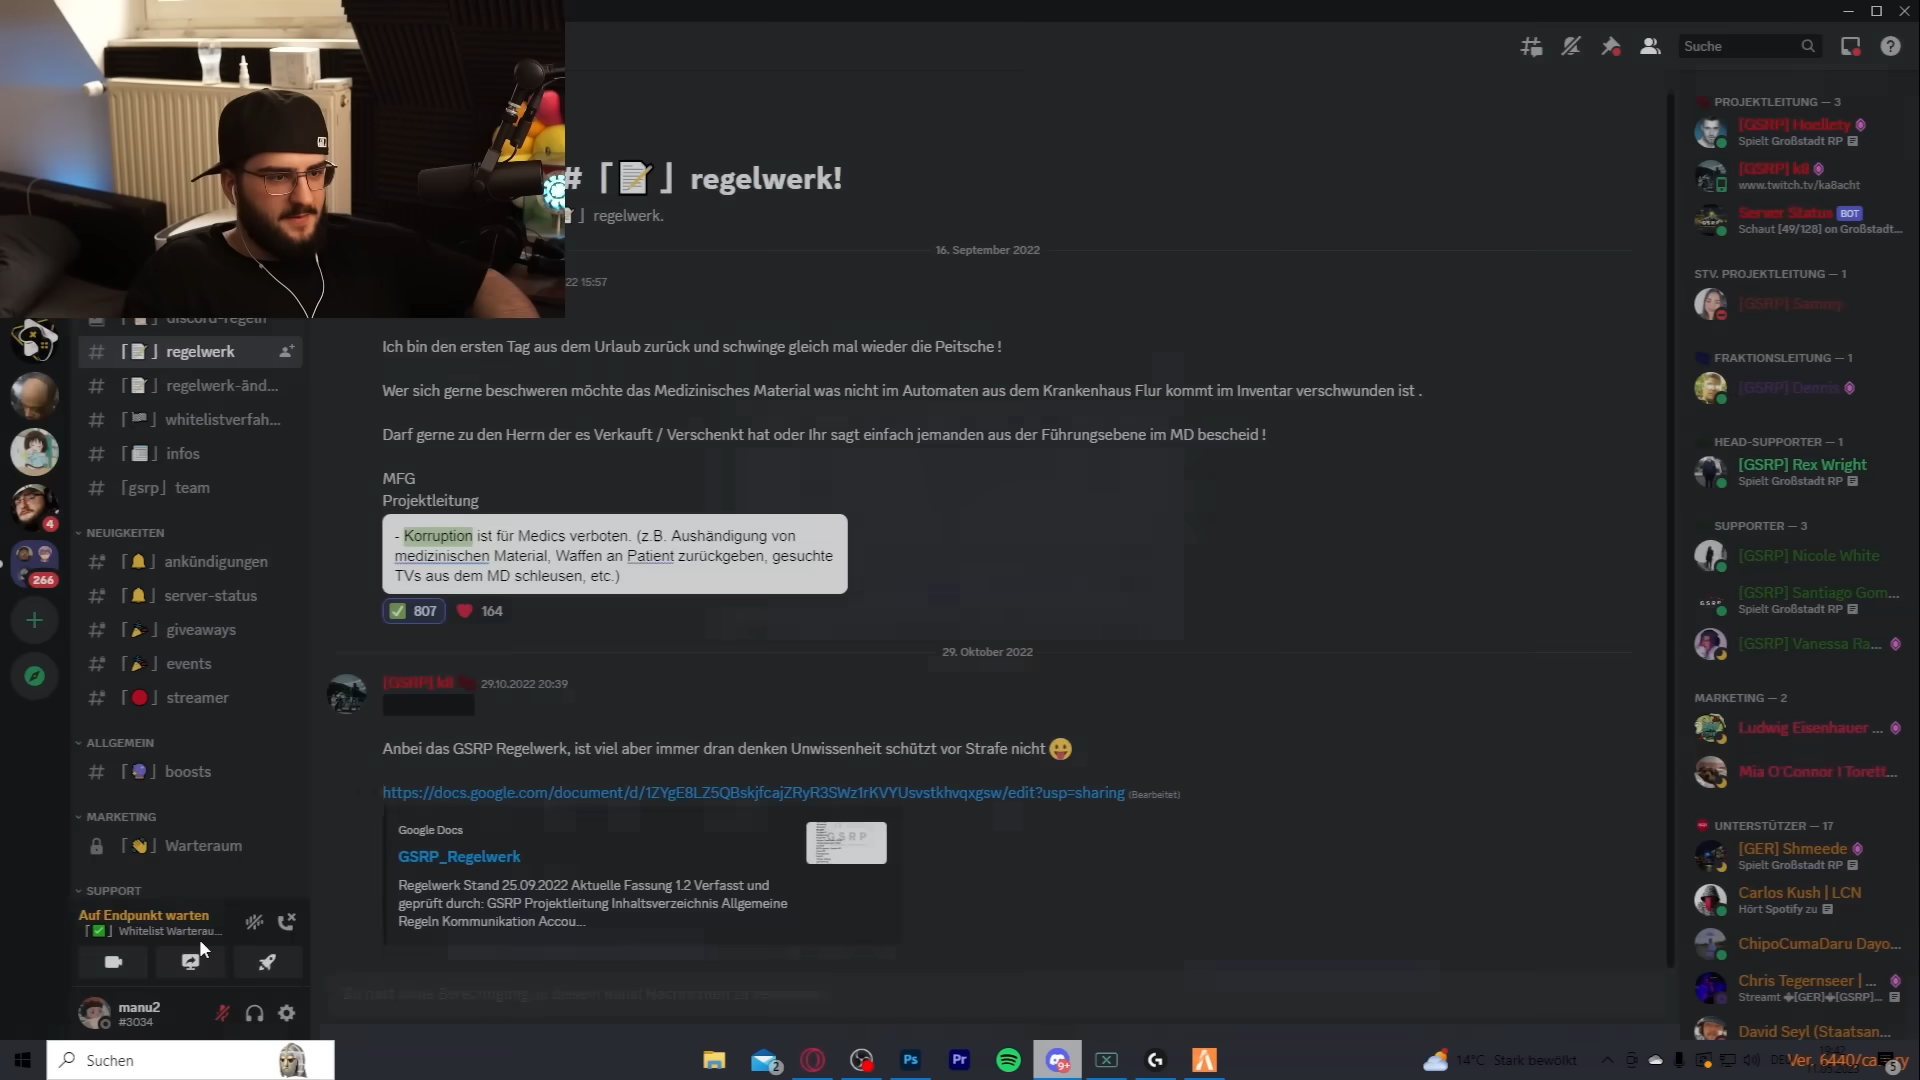 Suche
# 「📝」 regelwerk!
」 regelwerk.
16. September 2022
22 15:57
discord-regeln
# 「📝」 regelwerk
# 「📝」 regelwerk-änd...
# 「🏴」 whitelistverfah...
# 「📋」 infos
# [gsrp] team
NEUIGKEITEN
「🔔」 ankündigungen
「🔔」 server-status
「🎉」 giveaways
「🎉」 events
「🔴」 streamer
ALLGEMEIN
# 「🔮」 boosts
MARKETING
「👋」 Warteraum
SUPPORT
Auf Endpunkt warten
「✅」 Whitelist Warterau...
manu2
#3034
4
266
Ich bin den ersten Tag aus dem Urlaub zurück und schwinge gleich mal wieder die Peitsche !
Wer sich gerne beschweren möchte das Medizinisches Material was nicht im Automaten aus dem Krankenhaus Flur kommt im Inventar verschwunden ist .
Darf gerne zu den Herrn der es Verkauft / Verschenkt hat oder Ihr sagt einfach jemanden aus der Führungsebene im MD bescheid !
MFG
Projektleitung
- Korruption ist für Medics verboten. (z.B. Aushändigung von
medizinischen Material, Waffen an Patient zurückgeben, gesuchte
TVs aus dem MD schleusen, etc.)
✅ 807 ❤️ 164
29. Oktober 2022
[GSRP] k8 29.10.2022 20:39
Anbei das GSRP Regelwerk, ist viel aber immer dran denken Unwissenheit schützt vor Strafe nicht 😛
https://docs.google.com/document/d/1ZYgE8LZ5QBskjfcajZRyR3SWz1rKVYUsvstkhvqxgsw/edit?usp=sharing (Bearbeitet)
Google Docs
GSRP_Regelwerk
Regelwerk Stand 25.09.2022 Aktuelle Fassung 1.2 Verfasst und
geprüft durch: GSRP Projektleitung Inhaltsverzeichnis Allgemeine
Regeln Kommunikation Accou...
GSRP
PROJEKTLEITUNG — 3
[GSRP] Hoellety
Spielt Großstadt RP
[GSRP] k8
www.twitch.tv/ka8acht
Server Status BOT
Schaut [49/128] on Großstadt...
STV. PROJEKTLEITUNG — 1
[GSRP] Sammy
FRAKTIONSLEITUNG — 1
[GSRP] Dennis
HEAD-SUPPORTER — 1
[GSRP] Rex Wright
Spielt Großstadt RP
SUPPORTER — 3
[GSRP] Nicole White
[GSRP] Santiago Gom...
Spielt Großstadt RP
[GSRP] Vanessa Ra...
MARKETING — 2
Ludwig Eisenhauer ...
Mia O'Connor I Torett...
UNTERSTÜTZER — 17
[GER] Shmeede
Spielt Großstadt RP
Carlos Kush | LCN
Hört Spotify zu
ChipoCumaDaru Dayo...
Chris Tegernseer | ...
Streamt [GER] [GSRP]...
David Seyl (Staatsan...
Suchen
2
Ps
Pr
9+
14°C Stark bewölkt
Ver. 6440/ca
5